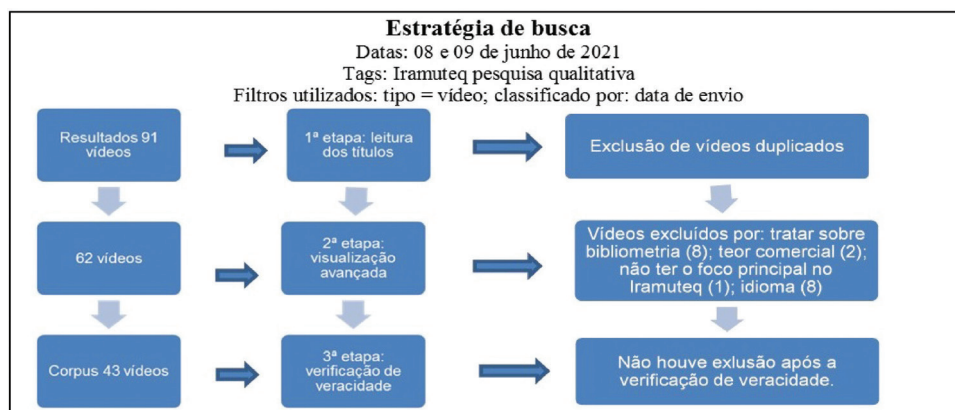 Estratégia de busca
Datas: 08 e 09 de junho de 2021
Tags: Iramuteq pesquisa qualitativa
Filtros utilizados: tipo = vídeo; classificado por: data de envio
Resultados 91
vídeos
1ª etapa: leitura
dos títulos
Exclusão de vídeos duplicados
62 vídeos
2ª etapa:
visualização
avançada
Vídeos excluídos por: tratar sobre
bibliometria (8); teor comercial (2);
não ter o foco principal no
Iramuteq (1); idioma (8)
Corpus 43 vídeos
3ª etapa:
verificação de
veracidade
Não houve exlusão após a
verificação de veracidade.